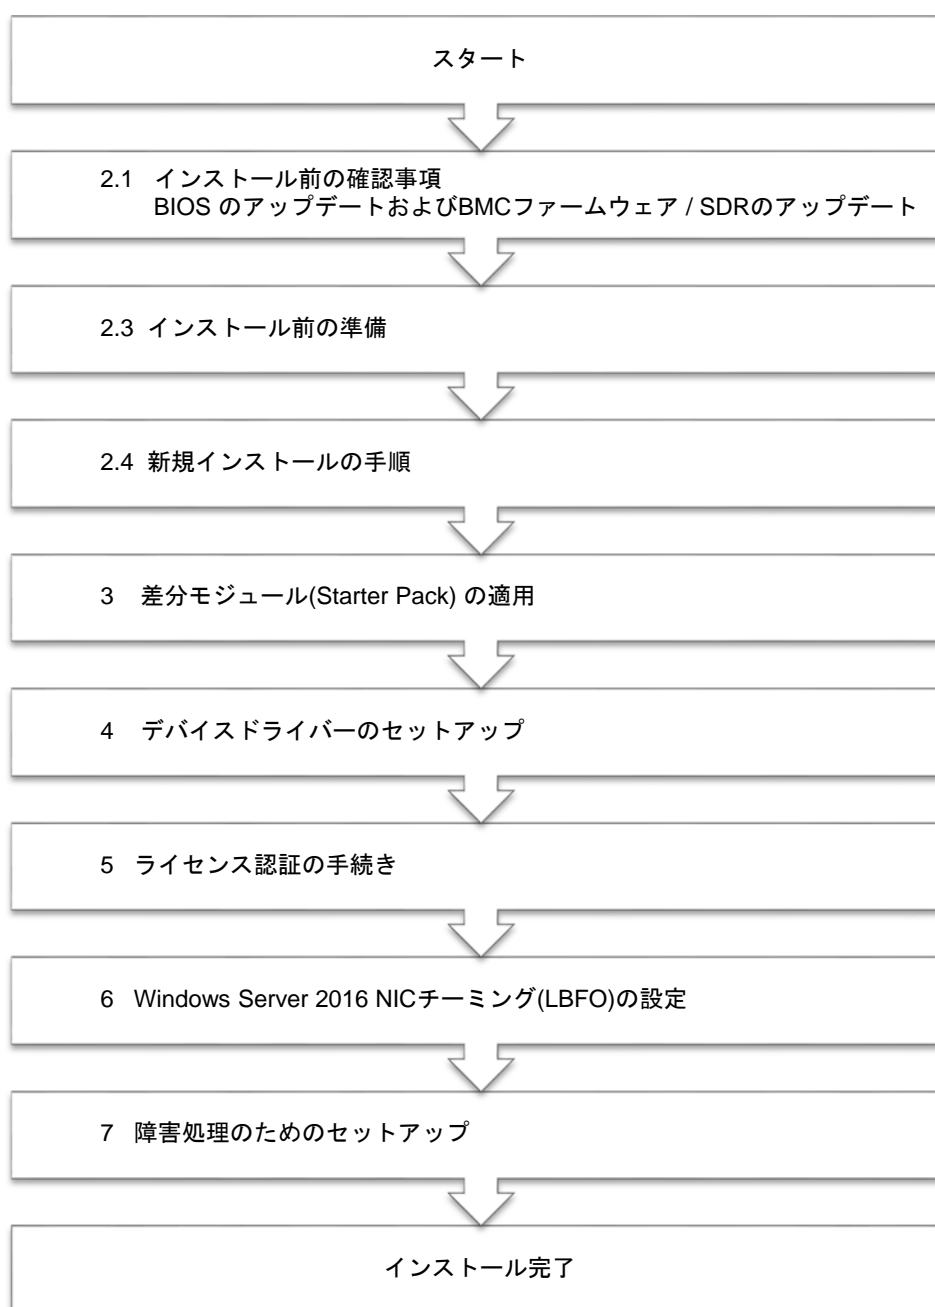 スタート
2.1 インストール前の確認事項
BIOS のアップデートおよびBMCファームウェア / SDRのアップデート
2.3 インストール前の準備
2.4 新規インストールの手順
3 差分モジュール(Starter Pack) の適用
4 デバイスドライバーのセットアップ
5 ライセンス認証の手続き
6 Windows Server 2016 NICチーミング(LBFO)の設定
7 障害処理のためのセットアップ
インストール完了